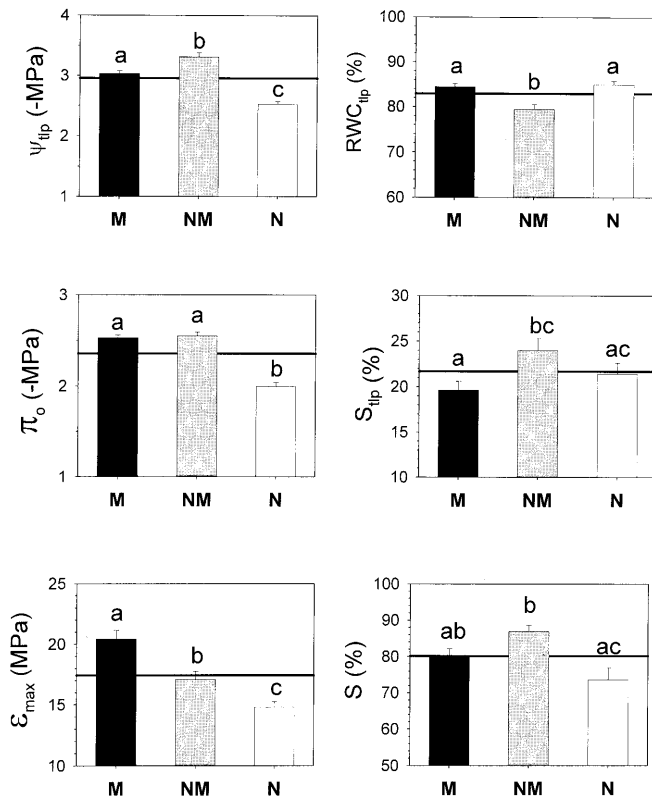 4
3
2
1
Ψtlp (-MPa)
a
b
c
M NM N
100
90
80
70
60
RWCtlp (%)
a
b
a
M NM N
3
2
1
πo (-MPa)
a
a
b
M NM N
30
25
20
15
10
Stlp (%)
a
bc
ac
M NM N
25
20
15
10
εmax (MPa)
a
b
c
M NM N
100
90
80
70
60
50
S (%)
ab
b
ac
M NM N